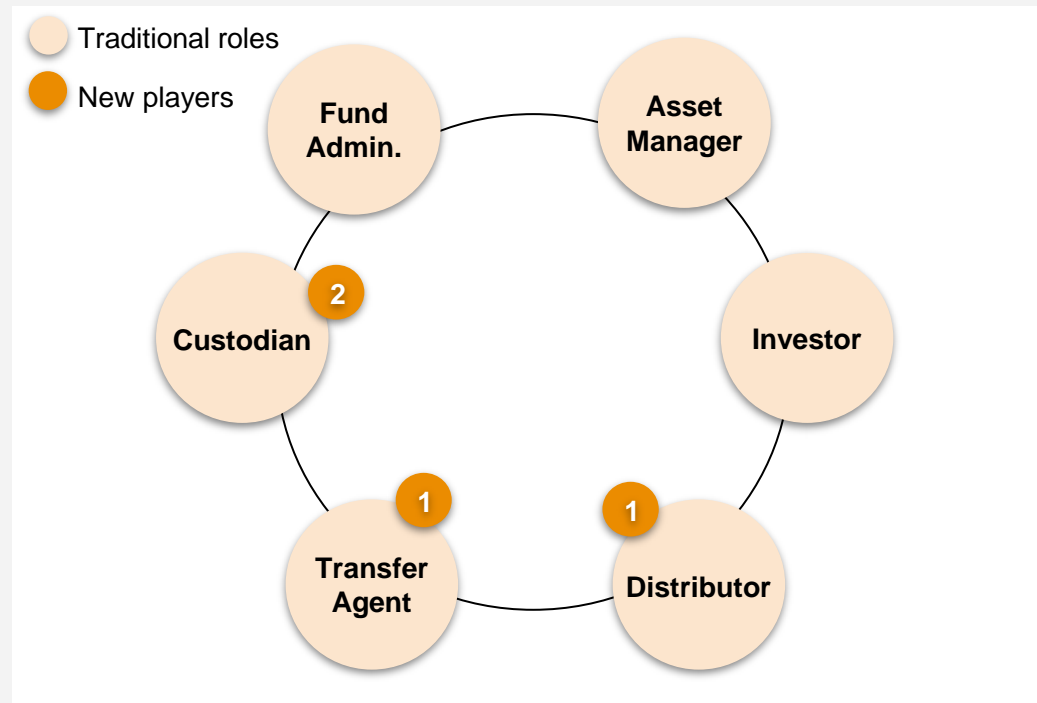 Traditional roles
New players
Fund
Admin.
Asset
Manager
2
Custodian
Investor
1
1
Transfer
Agent
Distributor